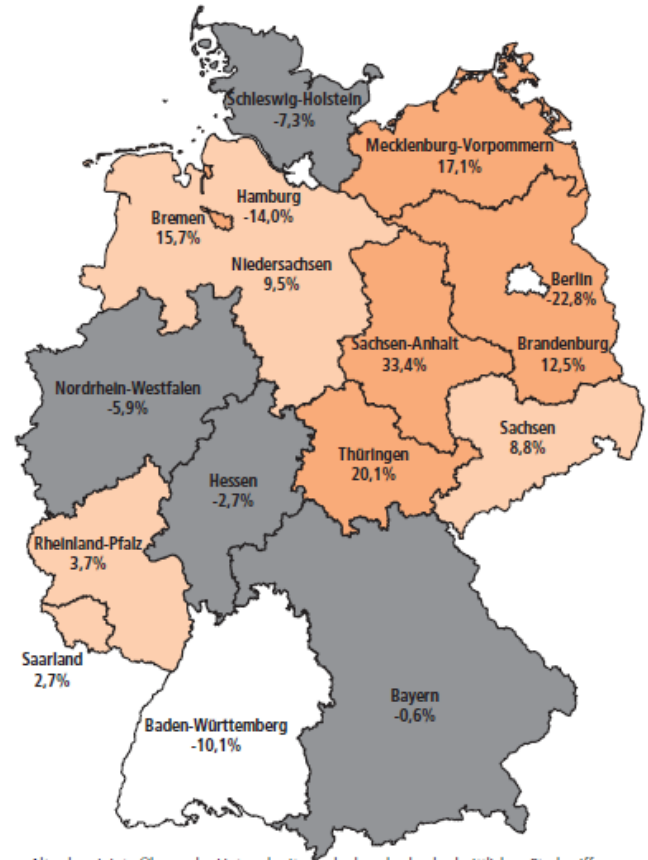 Schleswig-Holstein
-7,3%
Mecklenburg-Vorpommern
17,1%
Hamburg
-14,0%
Bremen
15,7%
Niedersachsen
9,5%
Berlin
-22,8%
Sachsen-Anhalt
33,4%
Brandenburg
12,5%
Nordrhein-Westfalen
-5,9%
Sachsen
8,8%
Thüringen
20,1%
Hessen
-2,7%
Rheinland-Pfalz
3,7%
Saarland
2,7%
Bayern
-0,6%
Baden-Württemberg
-10,1%